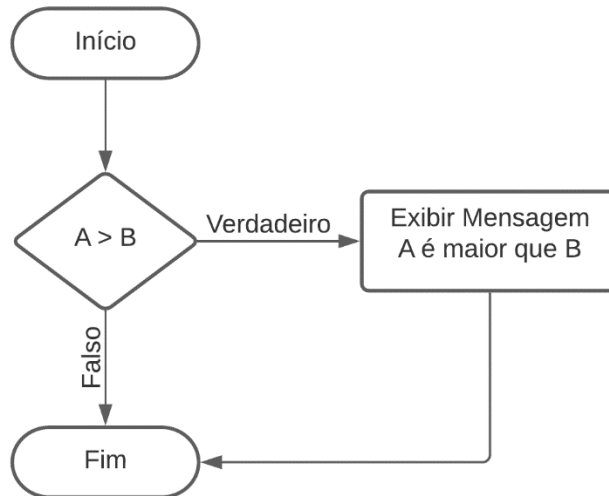 Início
A > B
Verdadeiro
Exibir Mensagem
A é maior que B
Falso
Fim